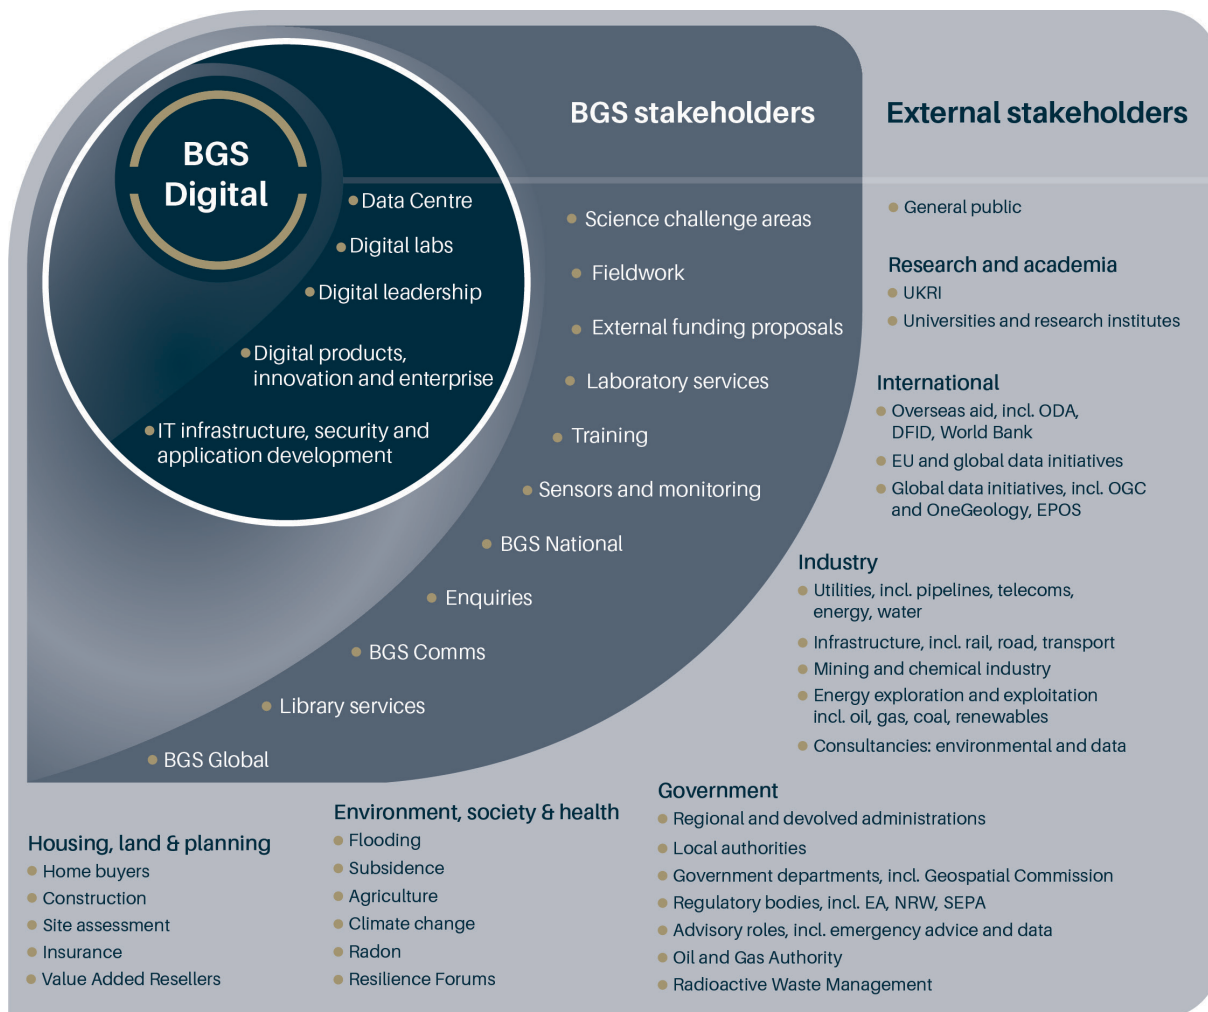 BGS
Digital
Data Centre
Digital labs
Digital leadership
Digital products,
innovation and enterprise
IT infrastructure, security and
application development
BGS stakeholders
Science challenge areas
Fieldwork
External funding proposals
Laboratory services
Training
Sensors and monitoring
BGS National
Enquiries
BGS Comms
Library services
BGS Global
External stakeholders
General public
Research and academia
UKRI
Universities and research institutes
International
Overseas aid, incl. ODA,
DFID, World Bank
EU and global data initiatives
Global data initiatives, incl. OGC
and OneGeology, EPOS
Industry
Utilities, incl. pipelines, telecoms,
energy, water
Infrastructure, incl. rail, road, transport
Mining and chemical industry
Energy exploration and exploitation
incl. oil, gas, coal, renewables
Consultancies: environmental and data
Government
Regional and devolved administrations
Local authorities
Government departments, incl. Geospatial Commission
Regulatory bodies, incl. EA, NRW, SEPA
Advisory roles, incl. emergency advice and data
Oil and Gas Authority
Radioactive Waste Management
Environment, society & health
Flooding
Subsidence
Agriculture
Climate change
Radon
Resilience Forums
Housing, land & planning
Home buyers
Construction
Site assessment
Insurance
Value Added Resellers